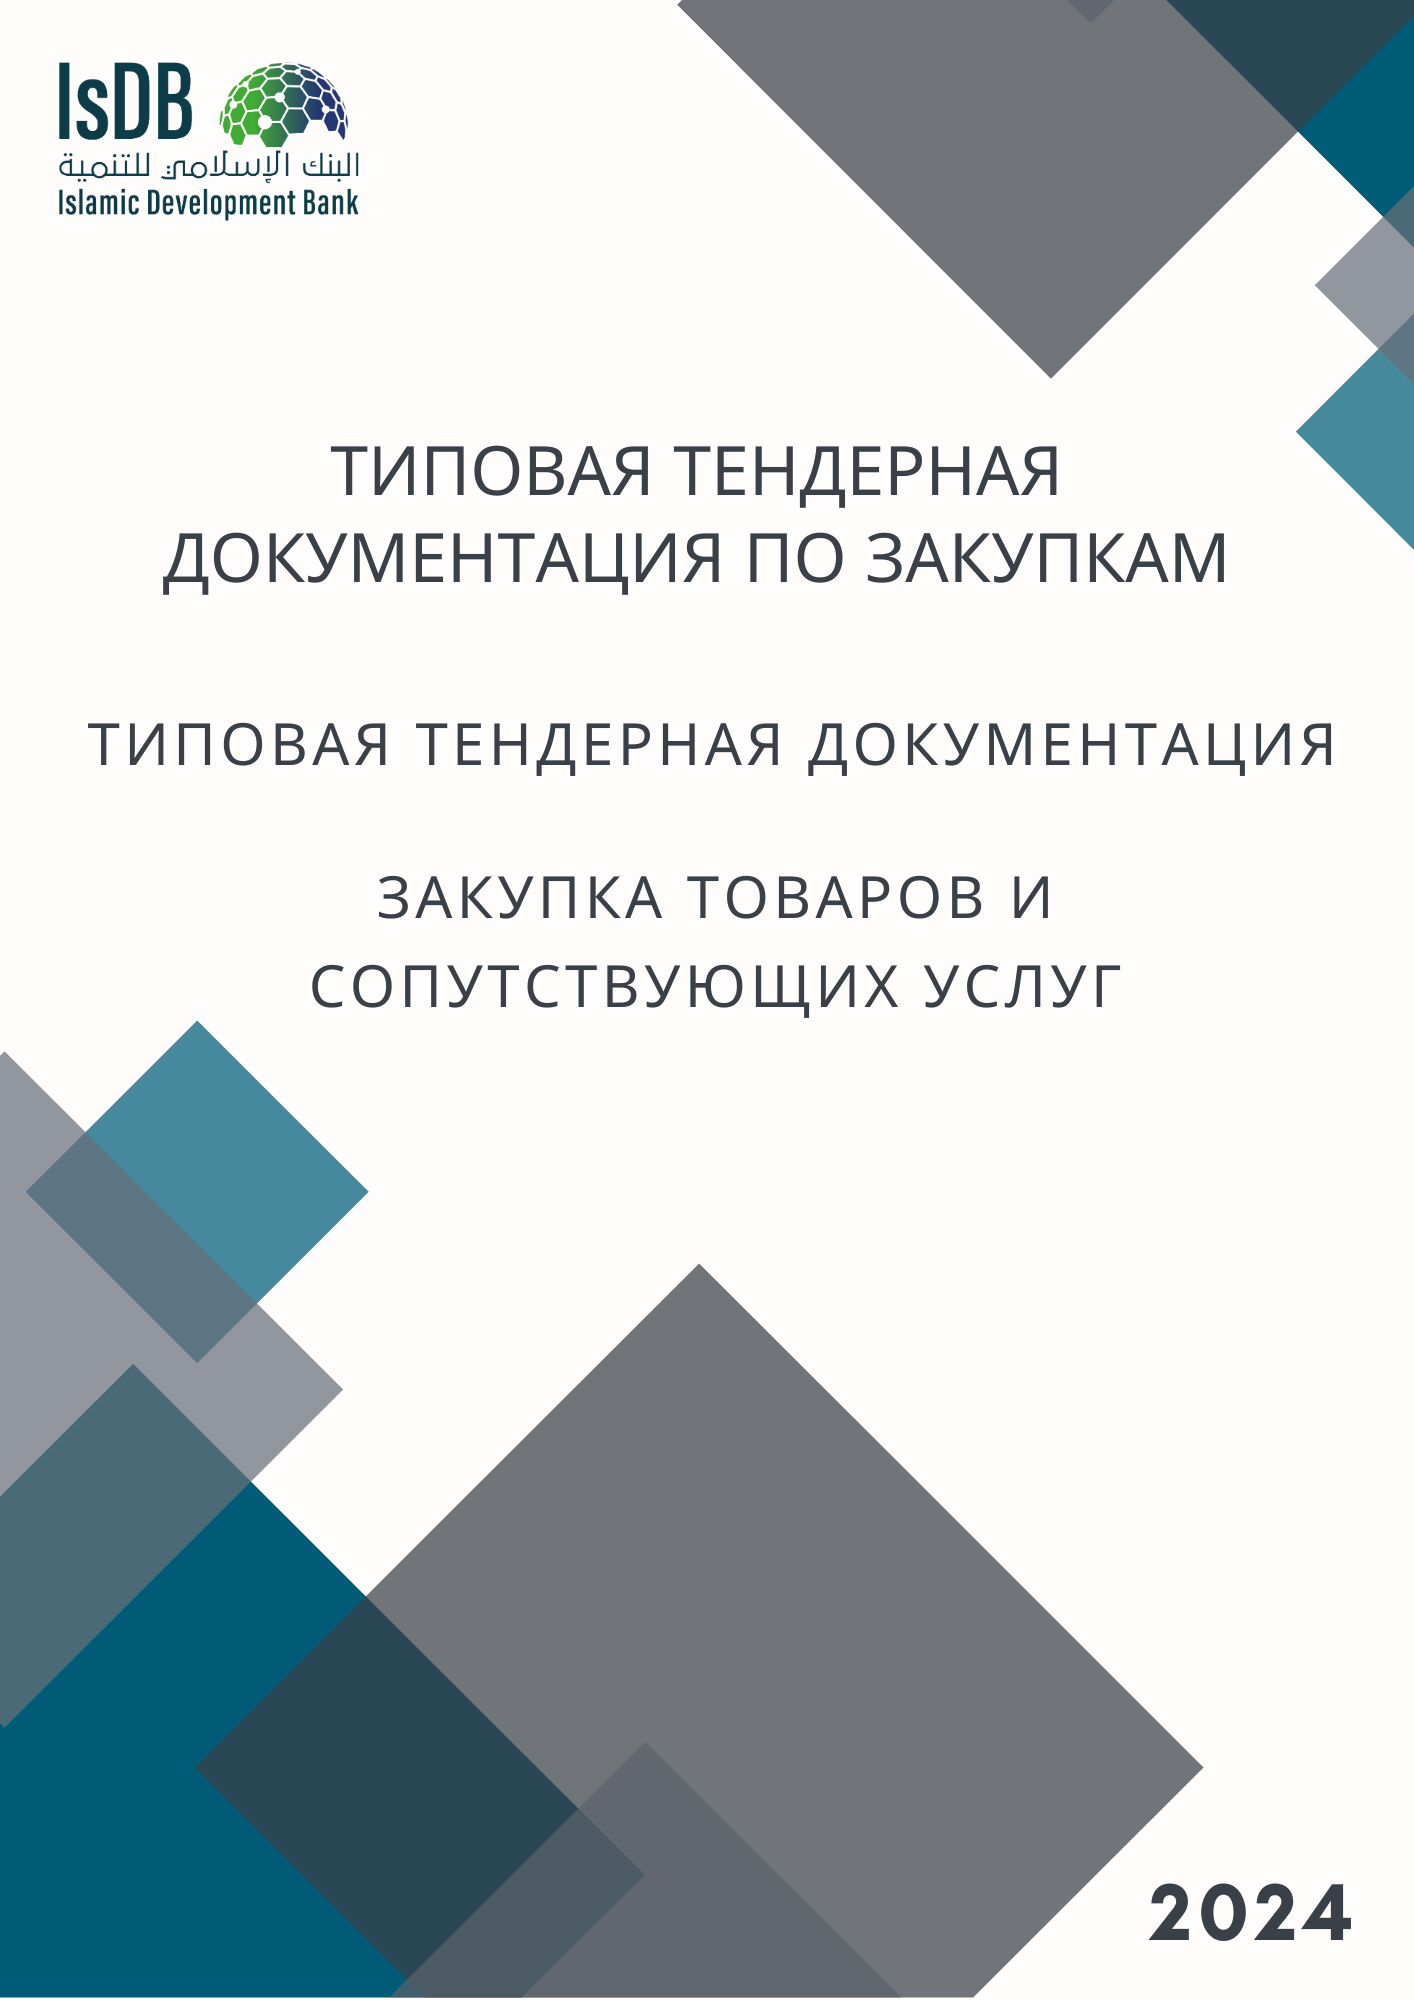 IsDB
البنك الإسلامي للتنمية
Islamic Development Bank
ТИПОВАЯ ТЕНДЕРНАЯ
ДОКУМЕНТАЦИЯ ПО ЗАКУПКАМ
ТИПОВАЯ ТЕНДЕРНАЯ ДОКУМЕНТАЦИЯ
ЗАКУПКА ТОВАРОВ И
СОПУТСТВУЮЩИХ УСЛУГ
2024